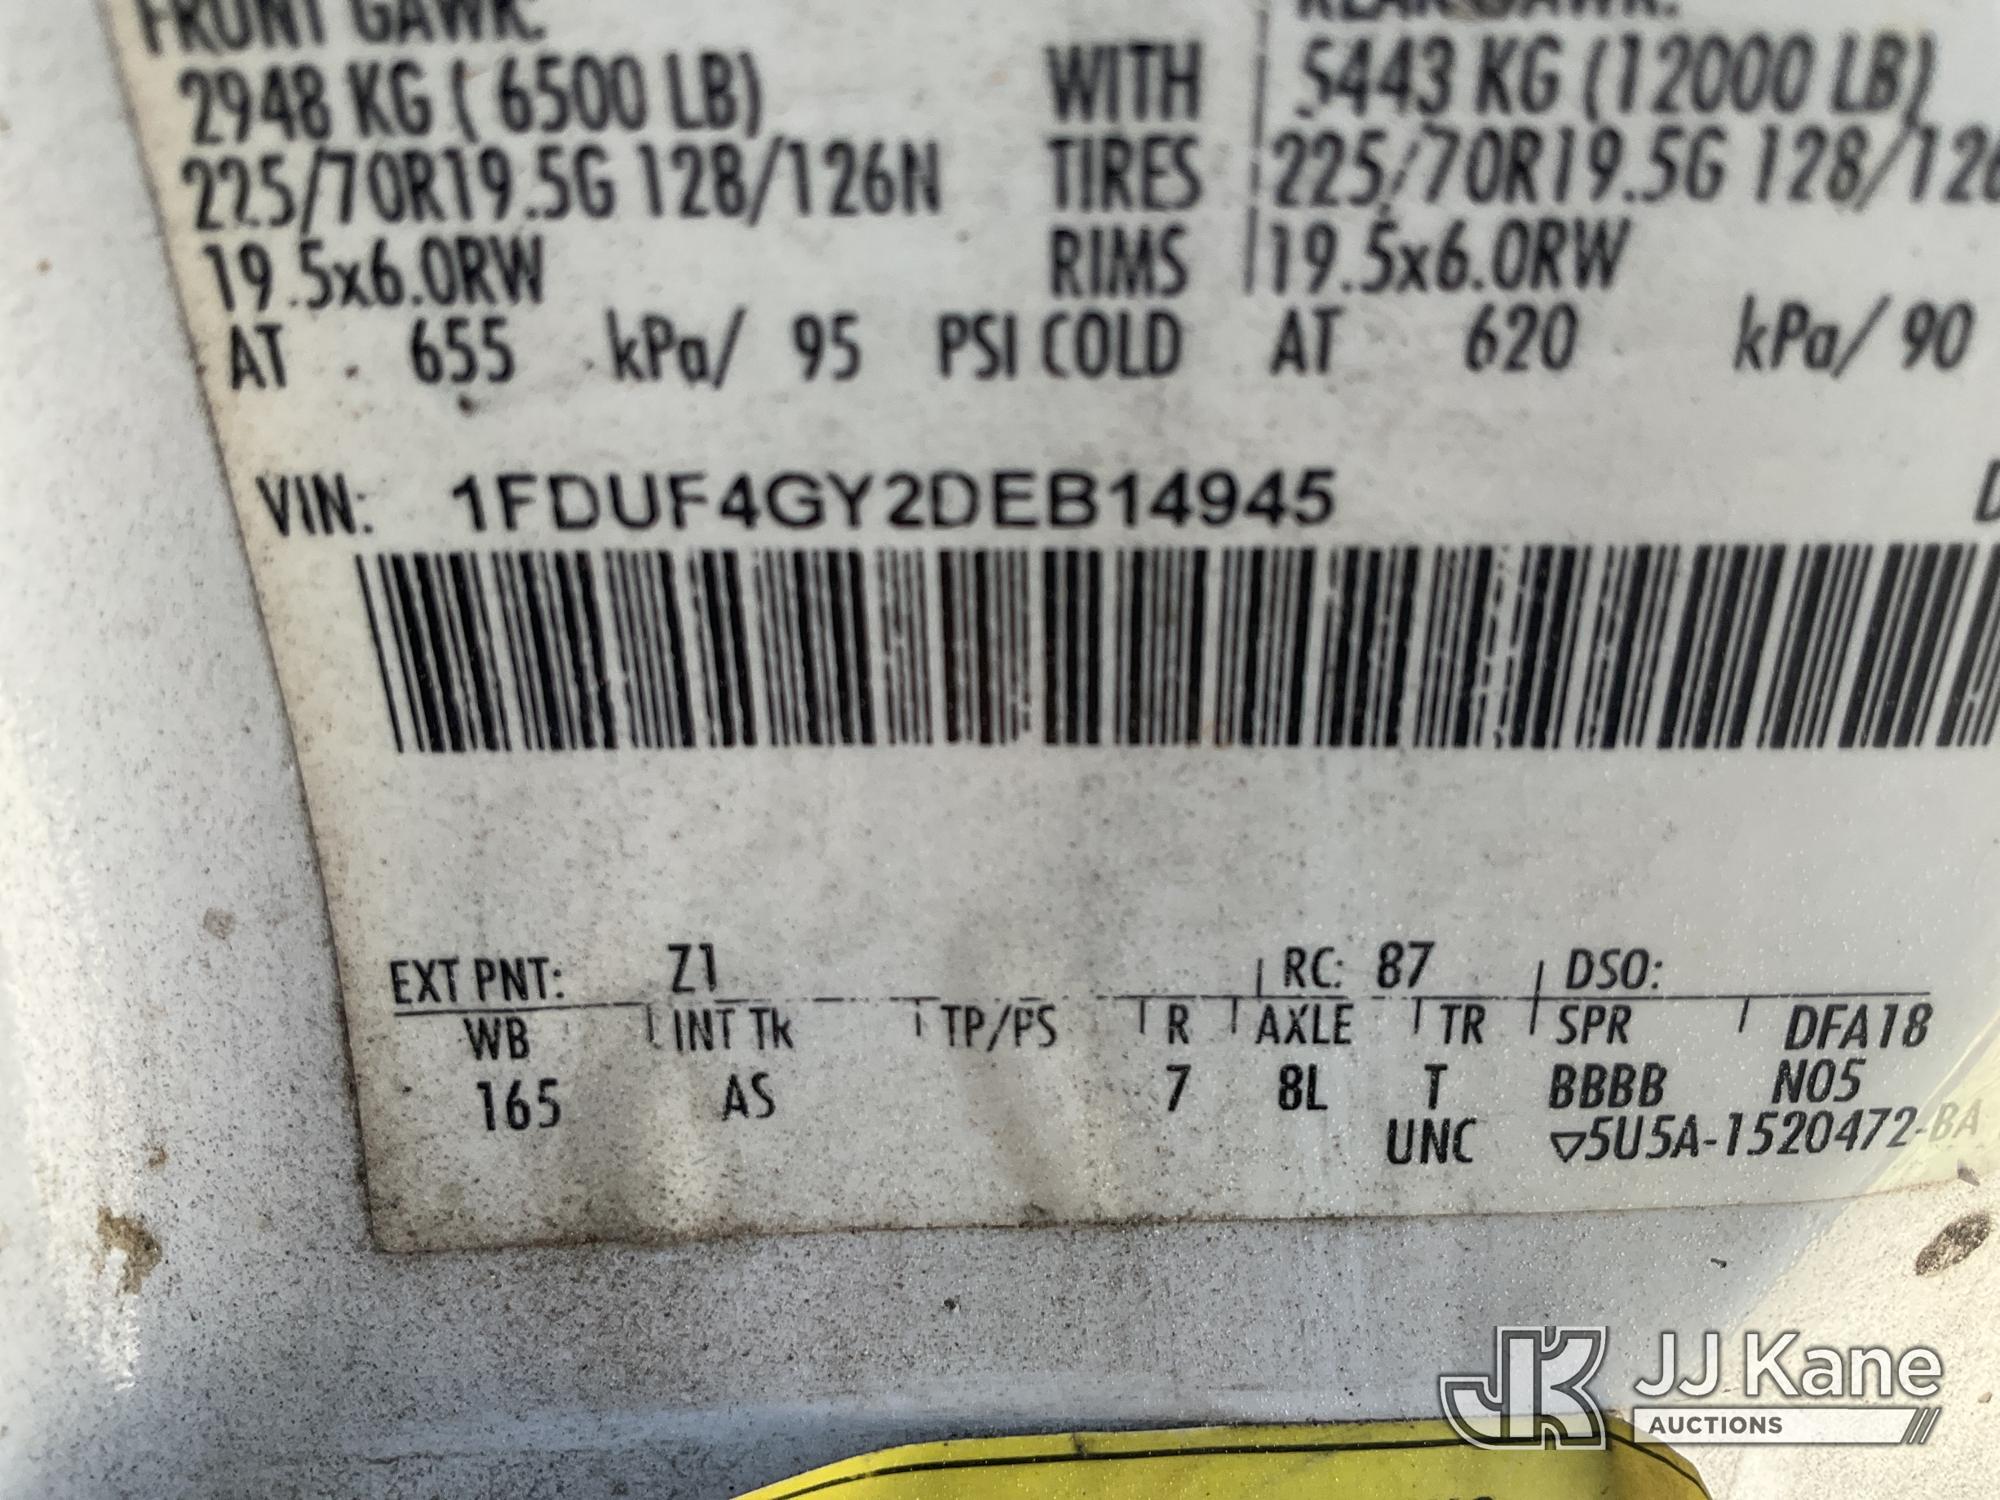 FRONT GAWR: REAR GAWR:
2948 KG ( 6500 LB) WITH 5443 KG (12000 LB)
225/70R19.5G 128/126N TIRES 225/70R19.5G 128/126
19.5x6.0RW RIMS 19.5x6.0RW
AT 655 kPa/ 95 PSI COLD AT 620 kPa/ 90
VIN: 1FDUF4GY2DEB14945
EXT PNT: Z1 RC: 87 DSO:
WB INT TK TP/PS R AXLE TR SPR DFA18
165 AS 7 8L T BBBB N05
UNC ▽5U5A-1520472-BA
JK JJ Kane
AUCTIONS